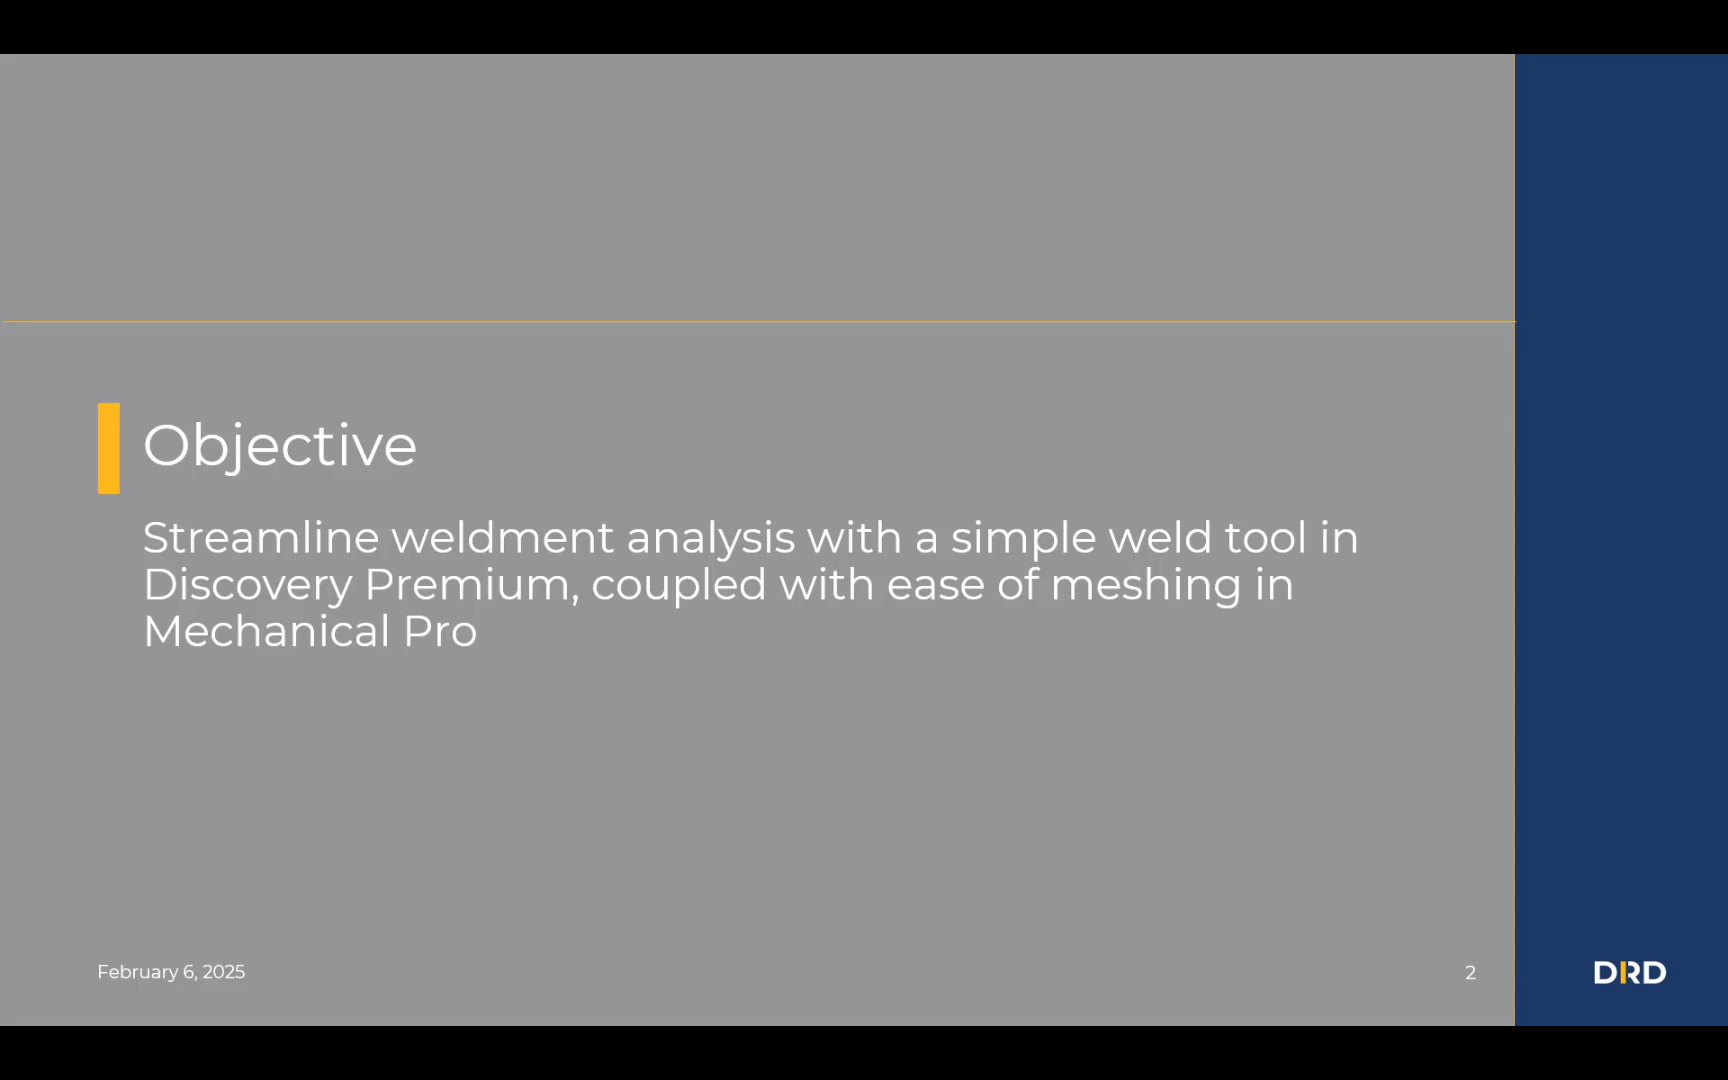 Objective
Streamline weldment analysis with a simple weld tool in
Discovery Premium, coupled with ease of meshing in
Mechanical Pro
February 6, 2025
2
DRD